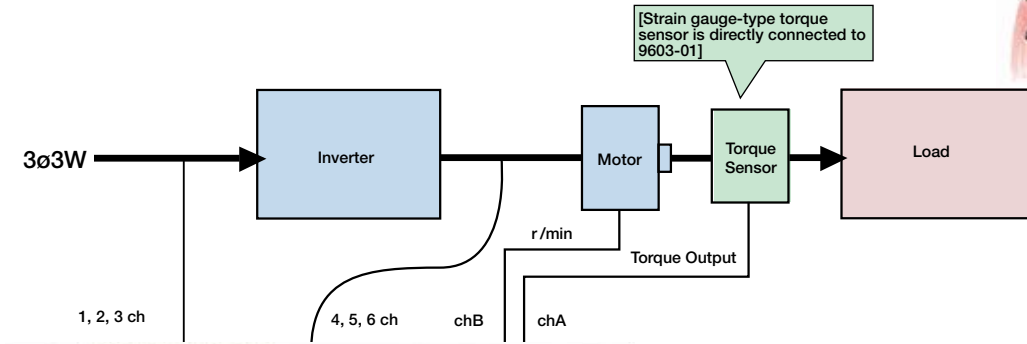 [Strain gauge-type torque
sensor is directly connected to
9603-01]
3ø3W
Inverter
Motor
Torque
Sensor
Load
r/min
Torque Output
1, 2, 3 ch
4, 5, 6 ch
chB
chA